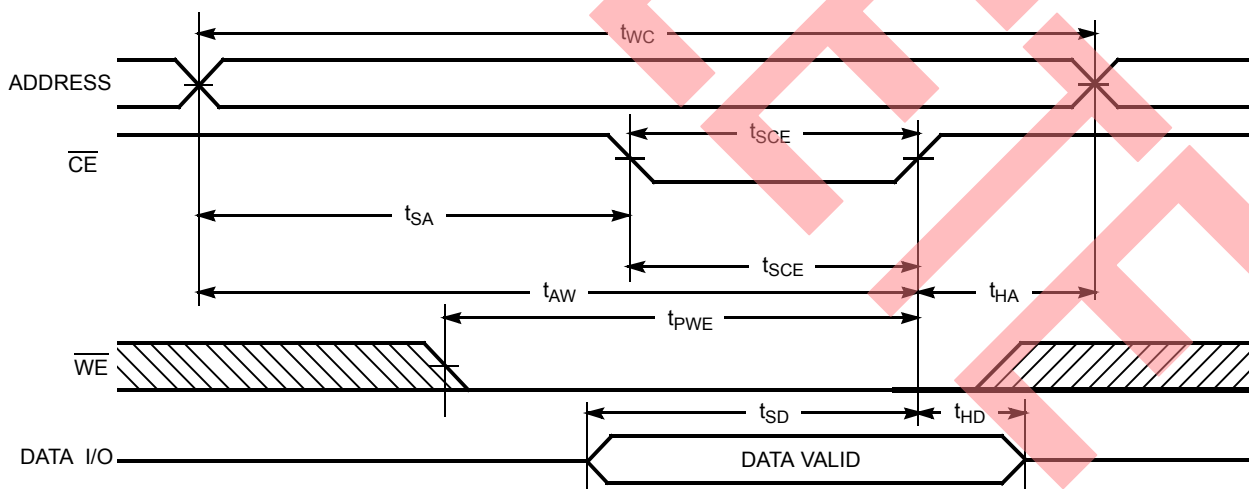 tWC
ADDRESS
tSCE
CE
tSA
tSCE
tAW
tHA
tPWE
WE
tSD
tHD
DATA I/O
DATA VALID